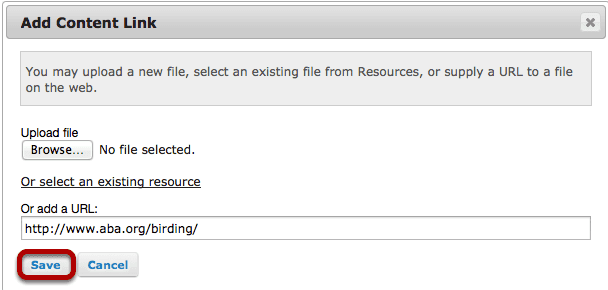 Add Content Link
You may upload a new file, select an existing file from Resources, or supply a URL to a file
on the web.
Upload file
Browse... No file selected.
Or select an existing resource
Or add a URL:
http://www.aba.org/birding/
Save Cancel